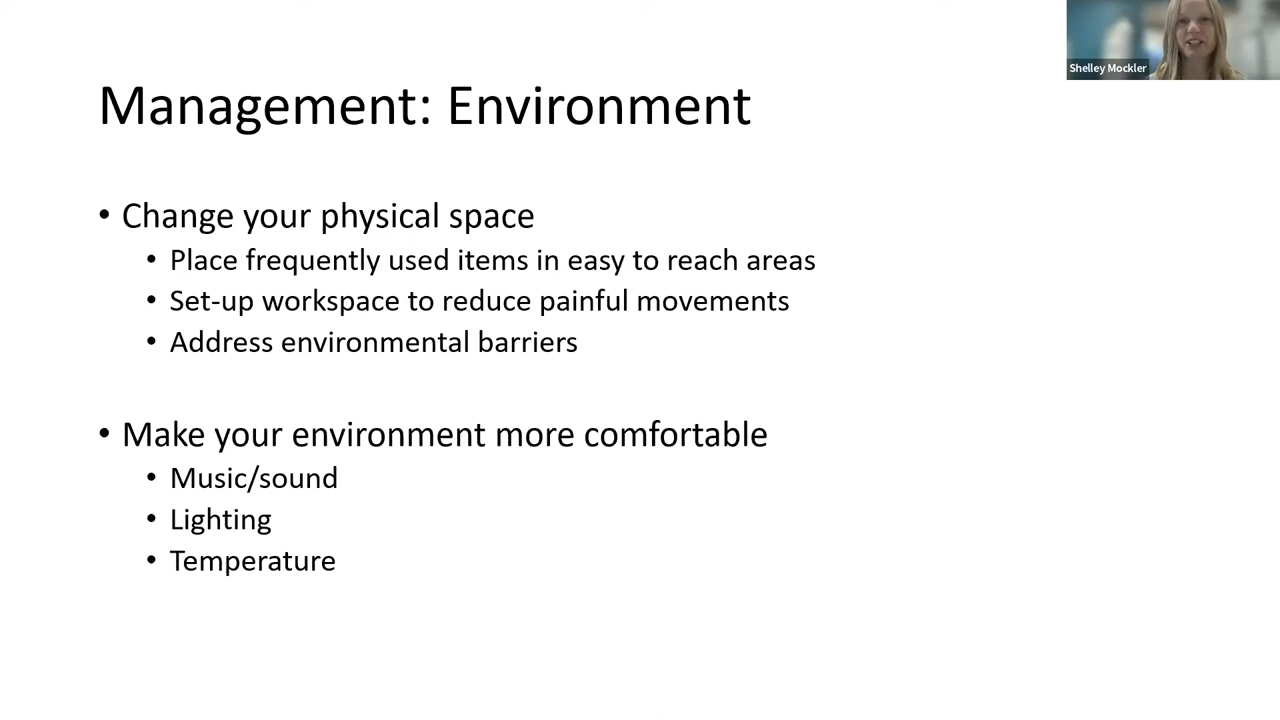 Shelley Mockler
Management: Environment
• Change your physical space
• Place frequently used items in easy to reach areas
• Set-up workspace to reduce painful movements
• Address environmental barriers
• Make your environment more comfortable
• Music/sound
• Lighting
• Temperature